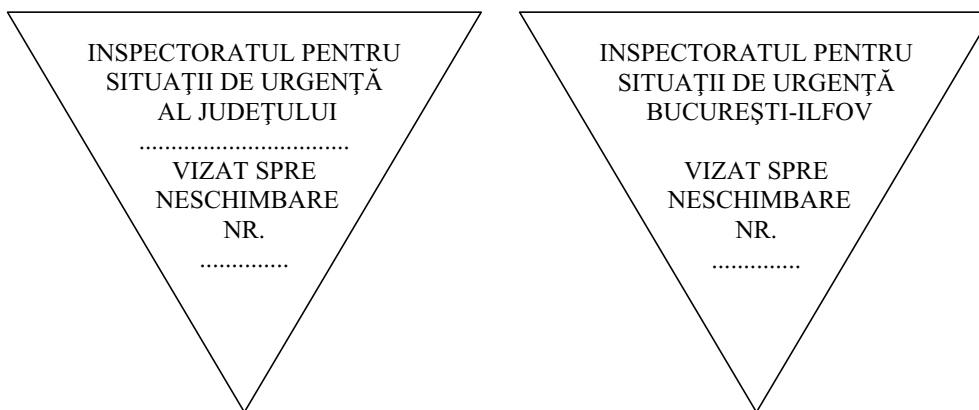 INSPECTORATUL PENTRU
SITUAŢII DE URGENŢĂ
AL JUDEŢULUI
.................................
VIZAT SPRE
NESCHIMBARE
NR.
..............
INSPECTORATUL PENTRU
SITUAŢII DE URGENŢĂ
BUCUREŞTI-ILFOV
VIZAT SPRE
NESCHIMBARE
NR.
..............